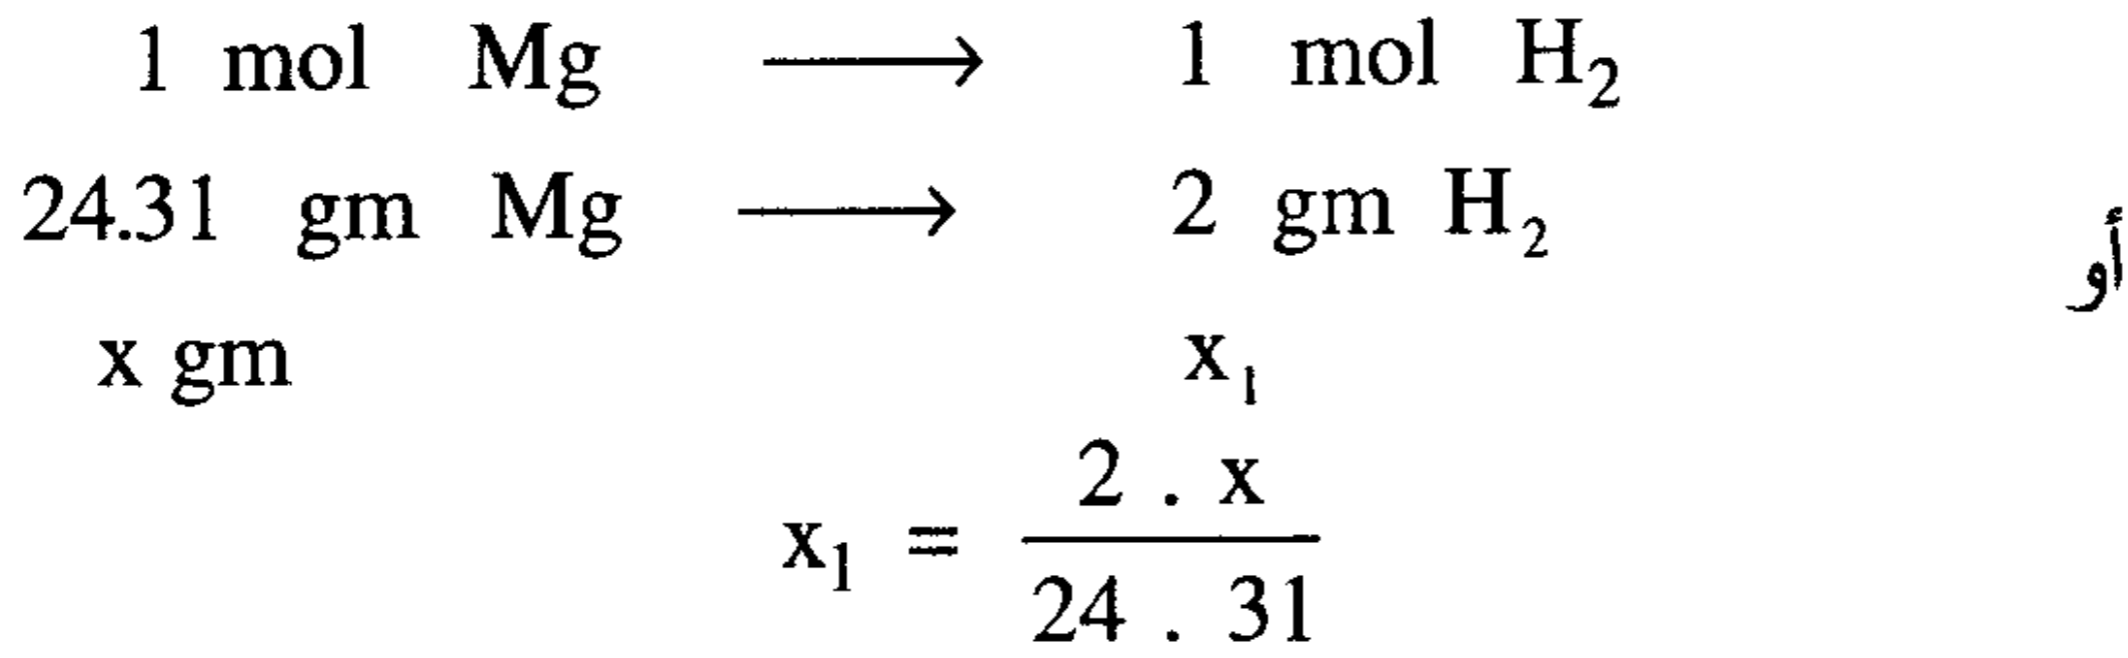 1 mol Mg ⟶ 1 mol H₂
24.31 gm Mg ⟶ 2 gm H₂ أو
x gm x₁
x₁ = 2 . x / 24 . 31